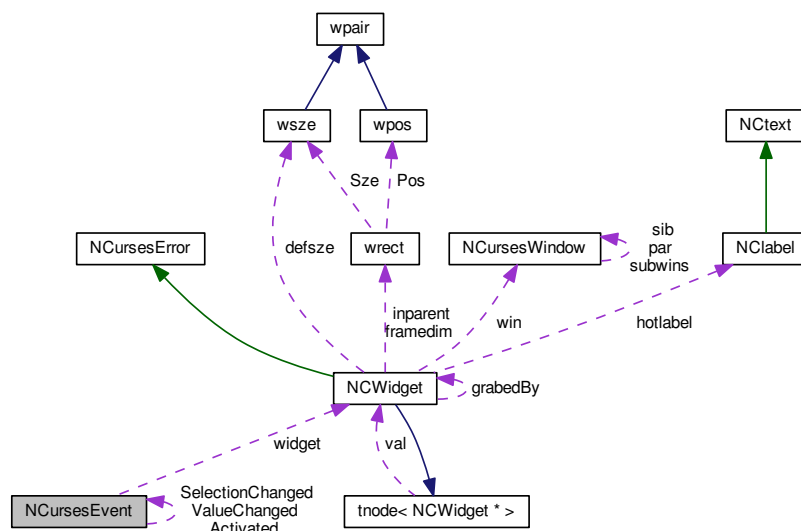 wpair
wsze
wpos
NCtext
Sze
Pos
NCursesError
defsze
wrect
NCursesWindow
sib
par
subwins
NClabel
inparent
framedim
win
hotlabel
NCWidget
grabedBy
widget
val
NCursesEvent
SelectionChanged
ValueChanged
Activated
tnode< NCWidget * >